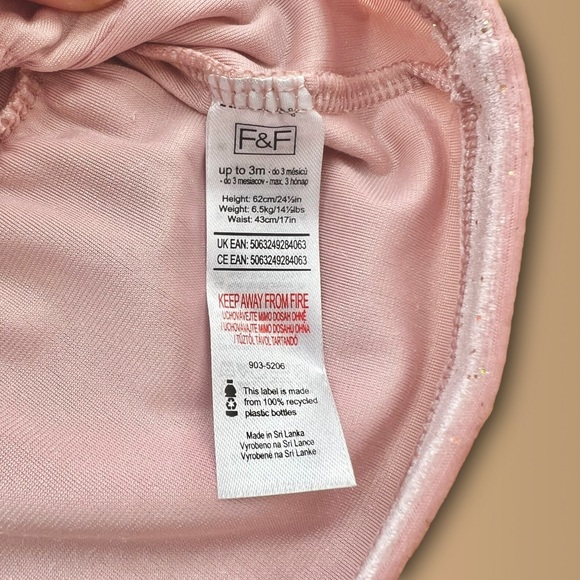 F&F
up to 3m - do 3 měsíců
- do 3 mesiacov - max. 3 hónap
Height: 62cm/24½in
Weight: 6.5kg/14½lbs
Waist: 43cm/17in
UK EAN: 5063249284063
CE EAN: 5063249284063
KEEP AWAY FROM FIRE
UCHOVÁVEJTE MIMO DOSAH OHNĚ
/ UCHOVÁVAJTE MIMO DOSAHU OHŇA
/ TŰZTŐL TÁVOL TARTANDÓ
903-5206
This label is made
from 100% recycled
plastic bottles
Made in Sri Lanka
Vyrobeno na Srí Lance
Vyrobené na Srí Lanke